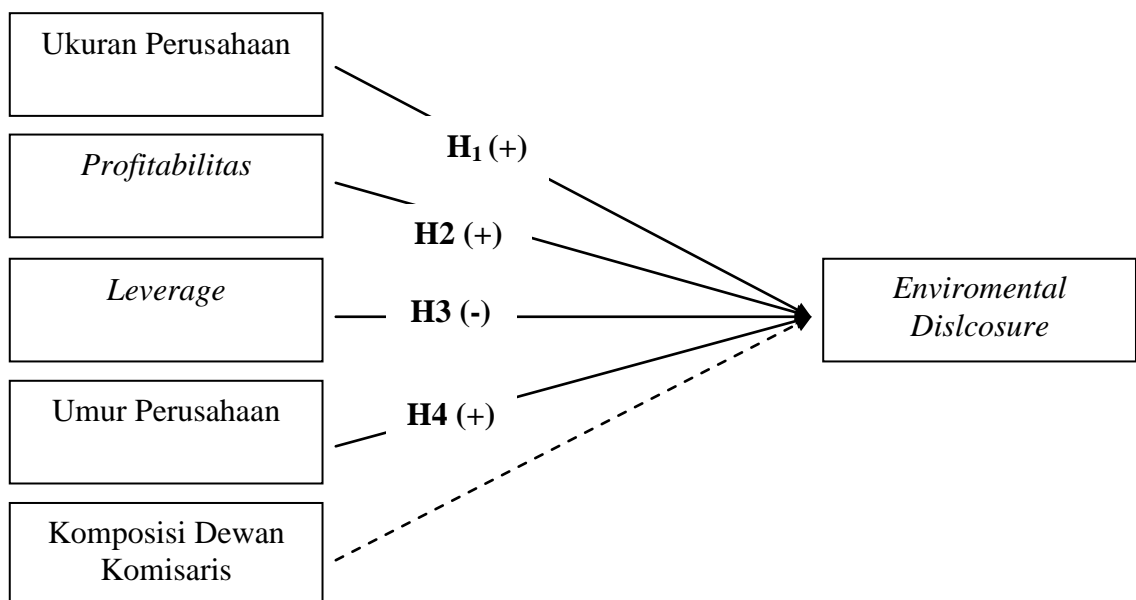 Ukuran Perusahaan
H₁ (+)
Profitabilitas
H2 (+)
Leverage
H3 (-)
Enviromental
Dislcosure
Umur Perusahaan
H4 (+)
Komposisi Dewan
Komisaris